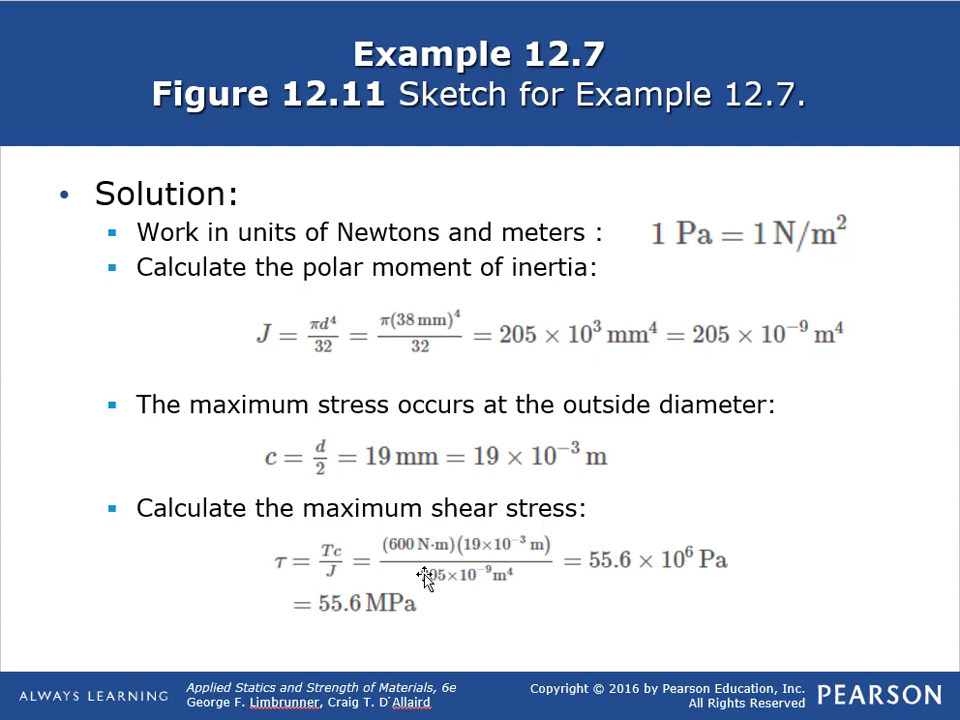 Example 12.7
Figure 12.11 Sketch for Example 12.7.
• Solution:
▪ Work in units of Newtons and meters : 1 Pa = 1 N/m²
▪ Calculate the polar moment of inertia:
J = πd⁴/32 = π(38 mm)⁴/32 = 205 × 10³ mm⁴ = 205 × 10⁻⁹ m⁴
▪ The maximum stress occurs at the outside diameter:
c = d/2 = 19 mm = 19 × 10⁻³ m
▪ Calculate the maximum shear stress:
τ = Tc/J = (600 N·m)(19×10⁻³ m)/05×10⁻⁹m⁴ = 55.6 × 10⁶ Pa
= 55.6 MPa
ALWAYS LEARNING
Applied Statics and Strength of Materials, 6e
George F. Limbrunner, Craig T. D'Allaird
Copyright © 2016 by Pearson Education, Inc.
All Rights Reserved
PEARSON